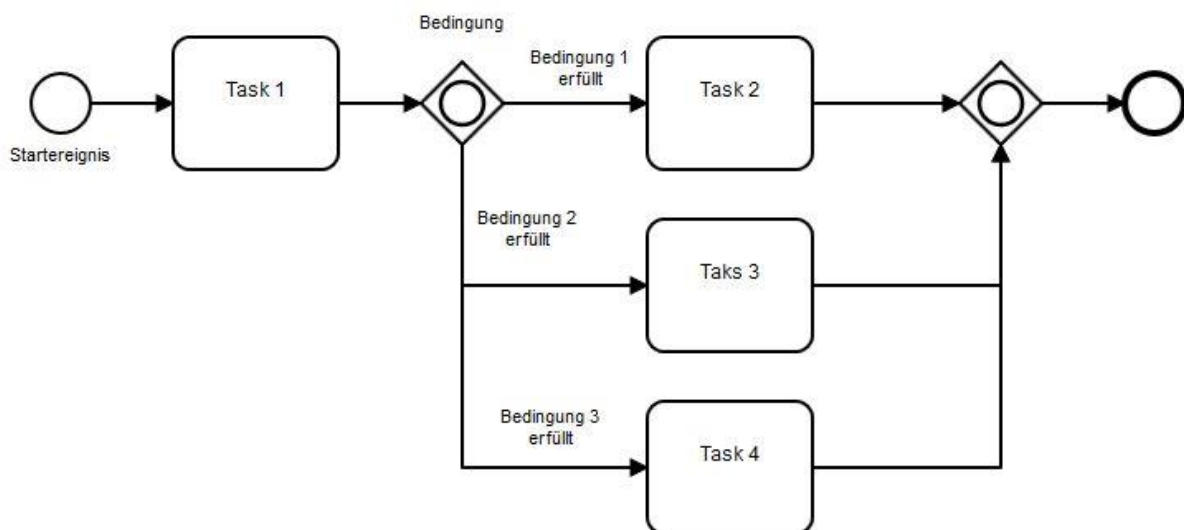 Bedingung
Task 1
Bedingung 1
erfüllt
Task 2
Startereignis
Bedingung 2
erfüllt
Taks 3
Bedingung 3
erfüllt
Task 4